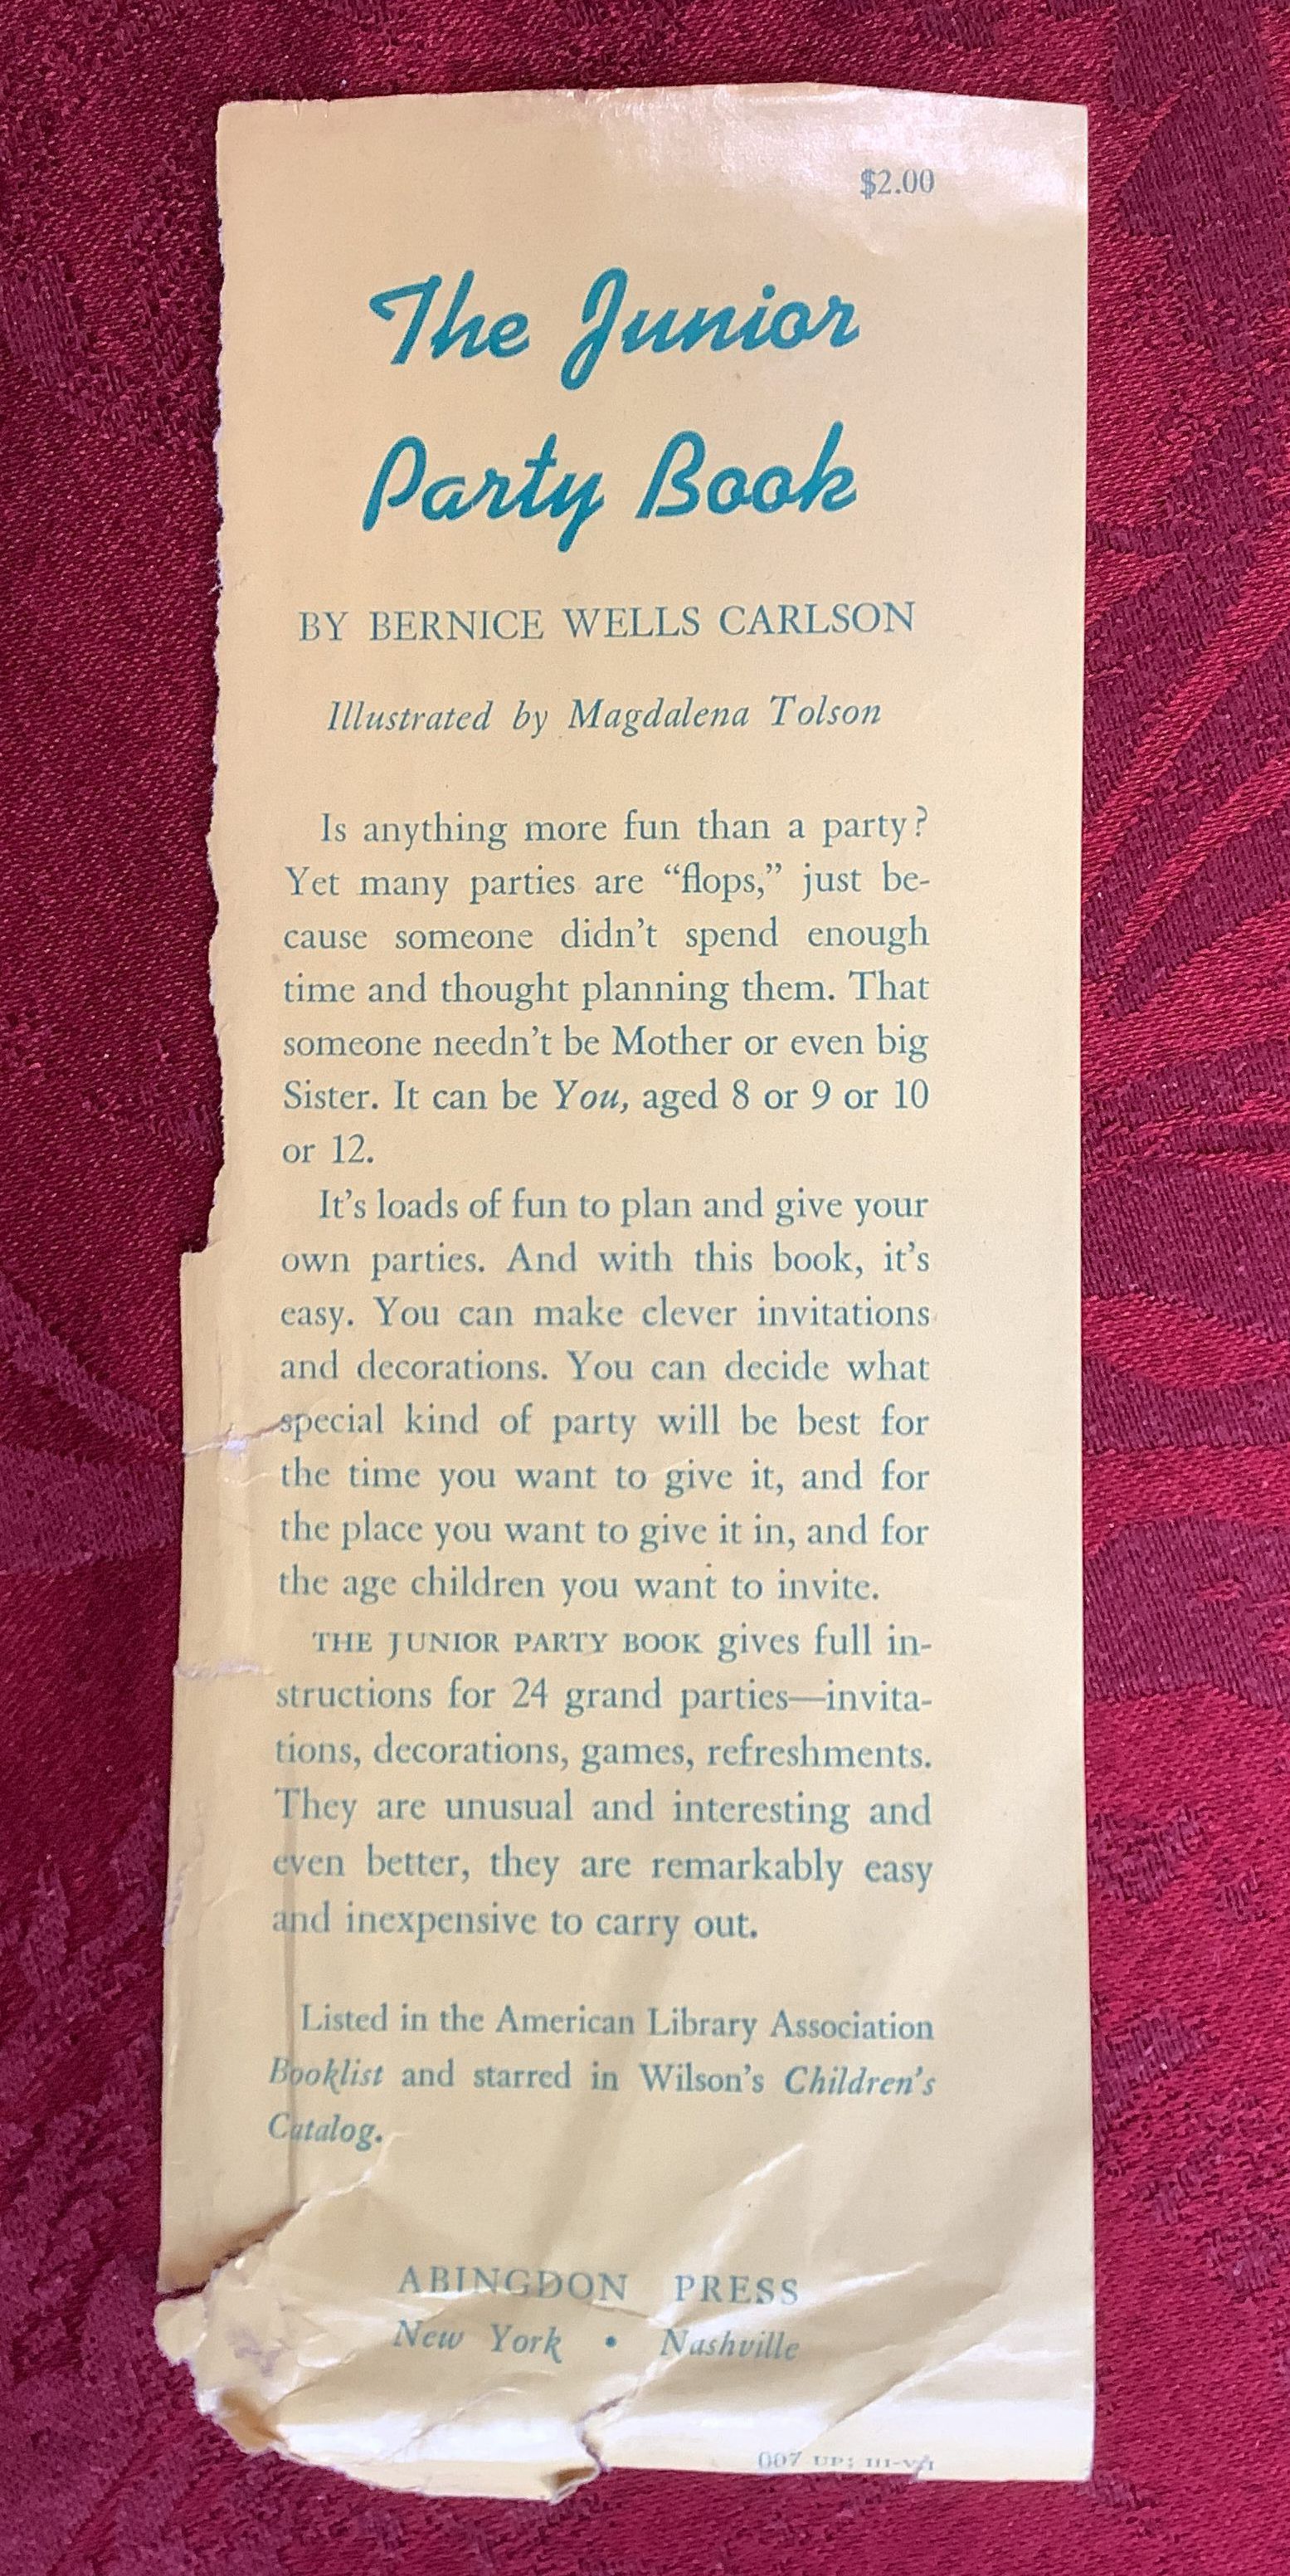 $2.00
The Junior
Party Book
BY BERNICE WELLS CARLSON
Illustrated by Magdalena Tolson
Is anything more fun than a party?
Yet many parties are “flops,” just be-
cause someone didn’t spend enough
time and thought planning them. That
someone needn’t be Mother or even big
Sister. It can be You, aged 8 or 9 or 10
or 12.
It’s loads of fun to plan and give your
own parties. And with this book, it’s
easy. You can make clever invitations
and decorations. You can decide what
special kind of party will be best for
the time you want to give it, and for
the place you want to give it in, and for
the age children you want to invite.
THE JUNIOR PARTY BOOK gives full in-
structions for 24 grand parties—invita-
tions, decorations, games, refreshments.
They are unusual and interesting and
even better, they are remarkably easy
and inexpensive to carry out.
Listed in the American Library Association
Booklist and starred in Wilson’s Children’s
Catalog.
ABINGDON PRESS
New York • Nashville
007 UP;